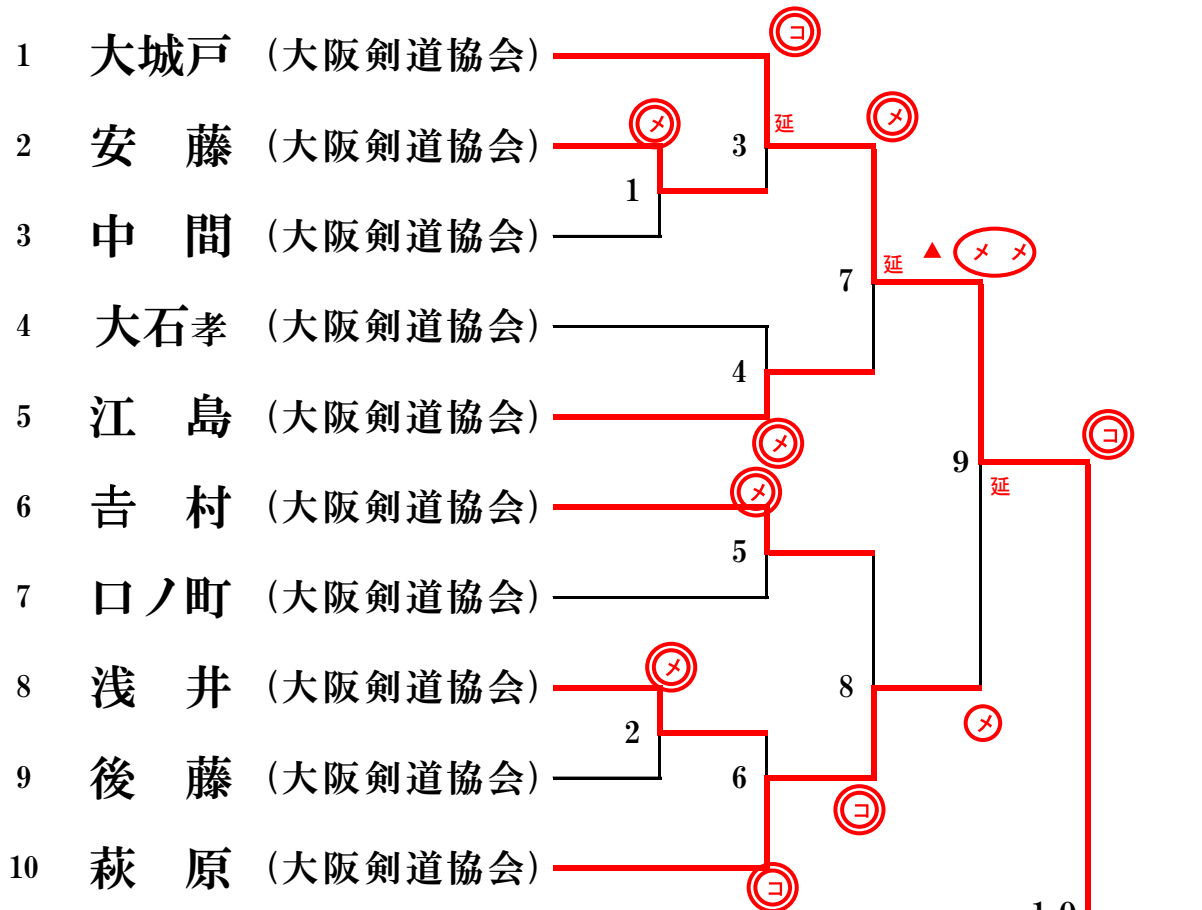 コ
1 大城戸 (大阪剣道協会)
メ 延 メ
2 安藤 (大阪剣道協会) 3
1
3 中間 (大阪剣道協会)
延 ▲ メ メ
7
4 大石孝 (大阪剣道協会)
4
5 江島 (大阪剣道協会)
メ コ
9
メ 延
6 𠮷村 (大阪剣道協会)
5
7 口ノ町 (大阪剣道協会)
メ
8 浅井 (大阪剣道協会) 8
2 メ
9 後藤 (大阪剣道協会) 6
コ
10 萩原 (大阪剣道協会)
コ
10